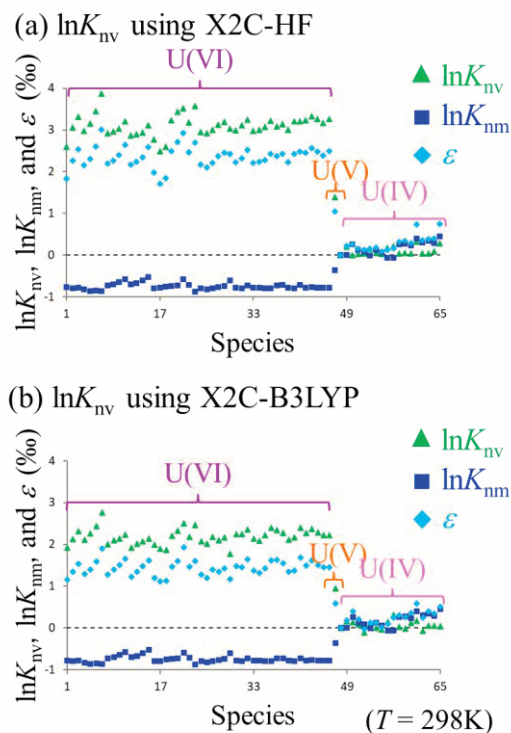 (a) lnKnv using X2C-HF
U(VI)
lnKnv
lnKnm
ε
U(V)
U(IV)
lnKnv, lnKnm, and ε (‰)
4
3
2
1
0
-1
1 17 33 49 65
Species
(b) lnKnv using X2C-B3LYP
lnKnv
lnKnm
ε
U(VI)
U(V)
U(IV)
lnKnv, lnKnm, and ε (‰)
4
3
2
1
0
-1
1 17 33 49 65
Species
(T = 298K)